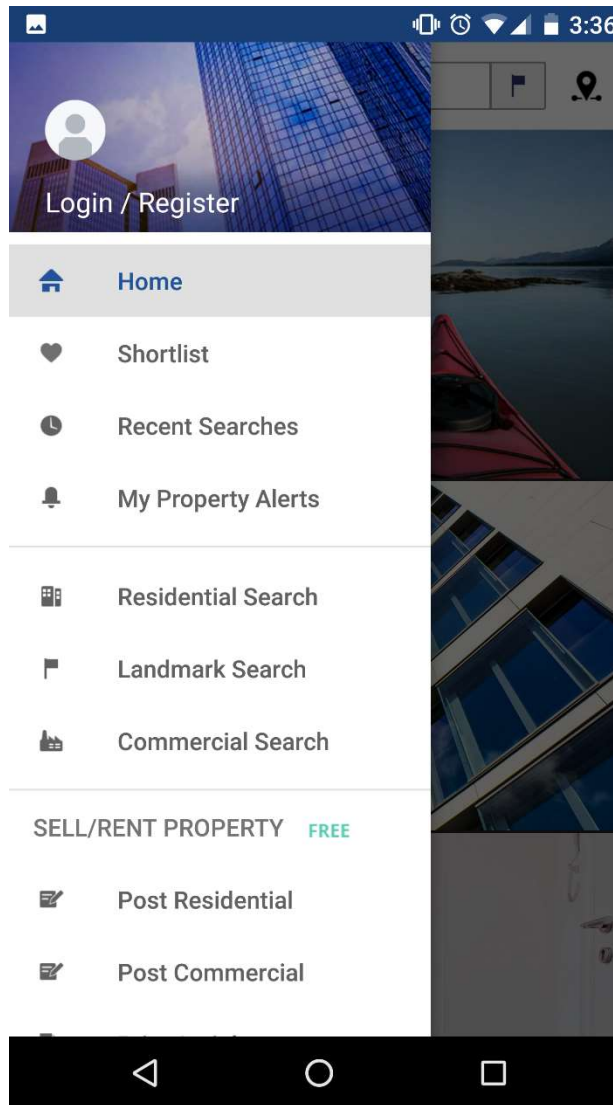 3:36
Login / Register
Home
Shortlist
Recent Searches
My Property Alerts
Residential Search
Landmark Search
Commercial Search
SELL/RENT PROPERTY FREE
Post Residential
Post Commercial